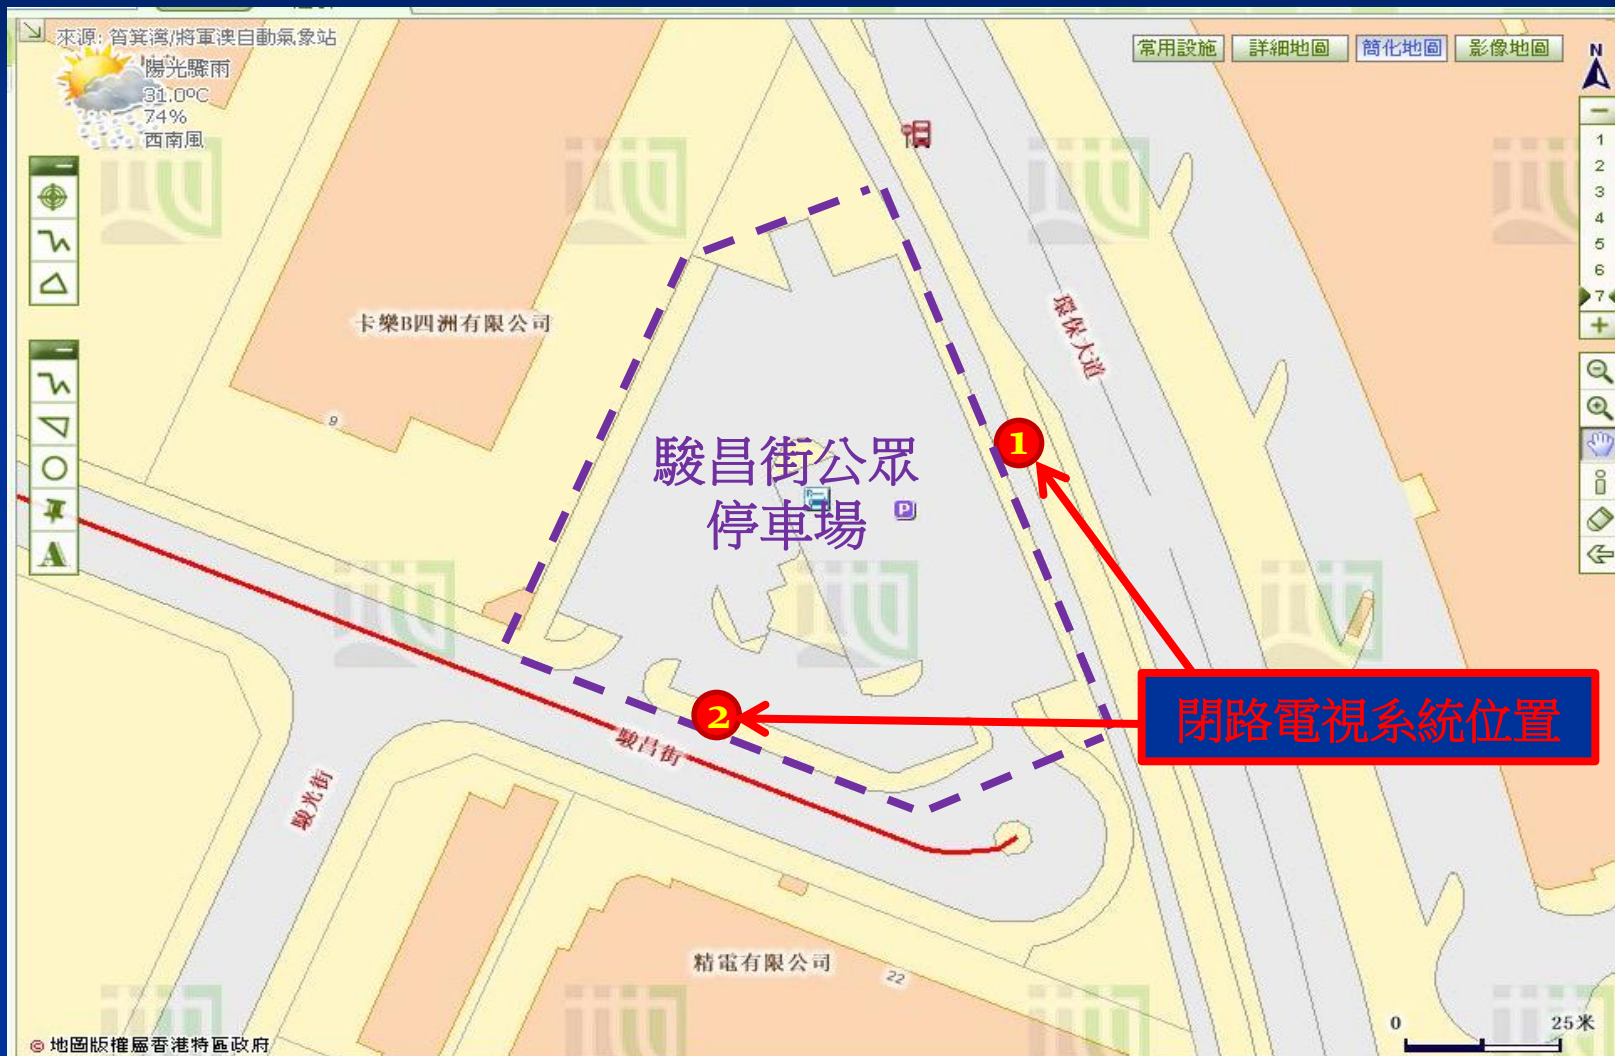 來源: 筲箕灣/將軍澳自動氣象站
陽光驟雨
31.0ºC
74%
西南風
常用設施
詳細地圖
簡化地圖
影像地圖
N
1
2
3
4
5
6
7
卡樂B四洲有限公司
9
環保大道
駿昌街公眾
停車場
P
1
2
閉路電視系統位置
駿昌街
駿光街
精電有限公司
22
A
0
25米
© 地圖版權屬香港特區政府